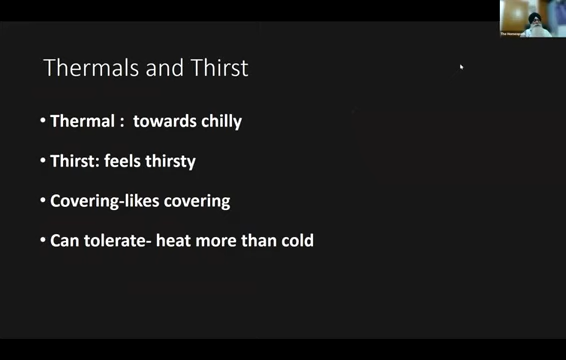 Thermals and Thirst
• Thermal : towards chilly
• Thirst: feels thirsty
• Covering-likes covering
• Can tolerate- heat more than cold